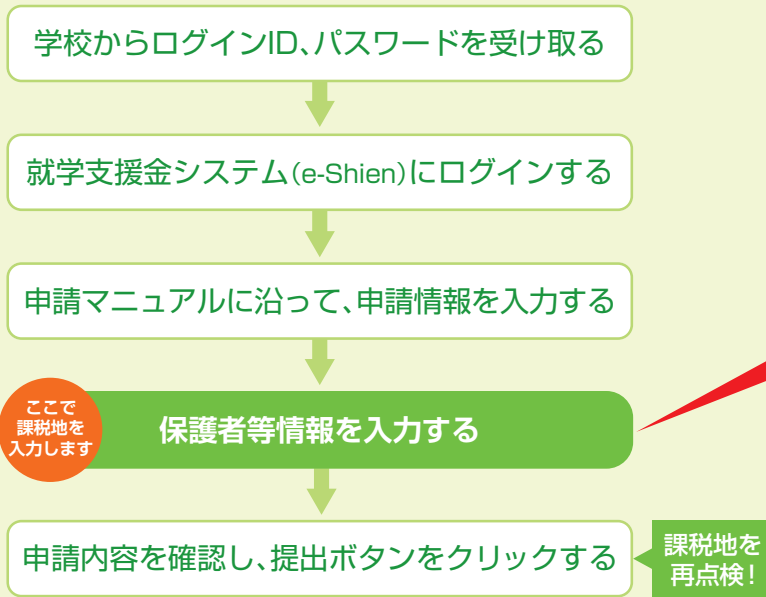 学校からログインID、パスワードを受け取る
就学支援金システム(e-Shien)にログインする
申請マニュアルに沿って、申請情報を入力する
ここで
課税地を
入力します
保護者等情報を入力する
申請内容を確認し、提出ボタンをクリックする
課税地を
再点検！